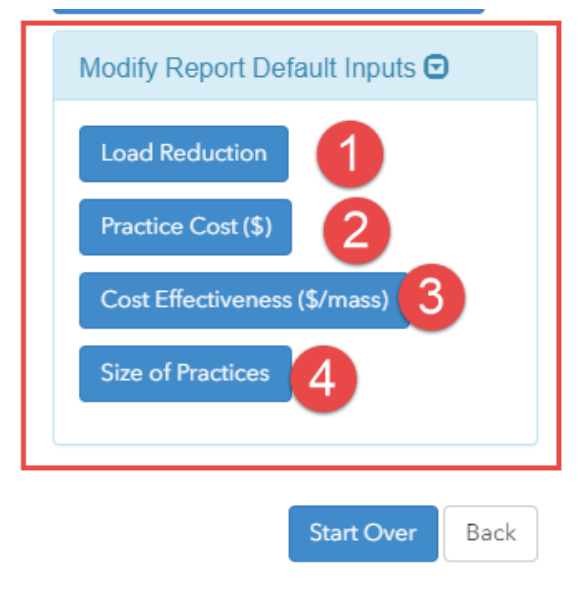 Modify Report Default Inputs
Load Reduction
1
Practice Cost ($)
2
Cost Effectiveness ($/mass)
3
Size of Practices
4
Start Over
Back